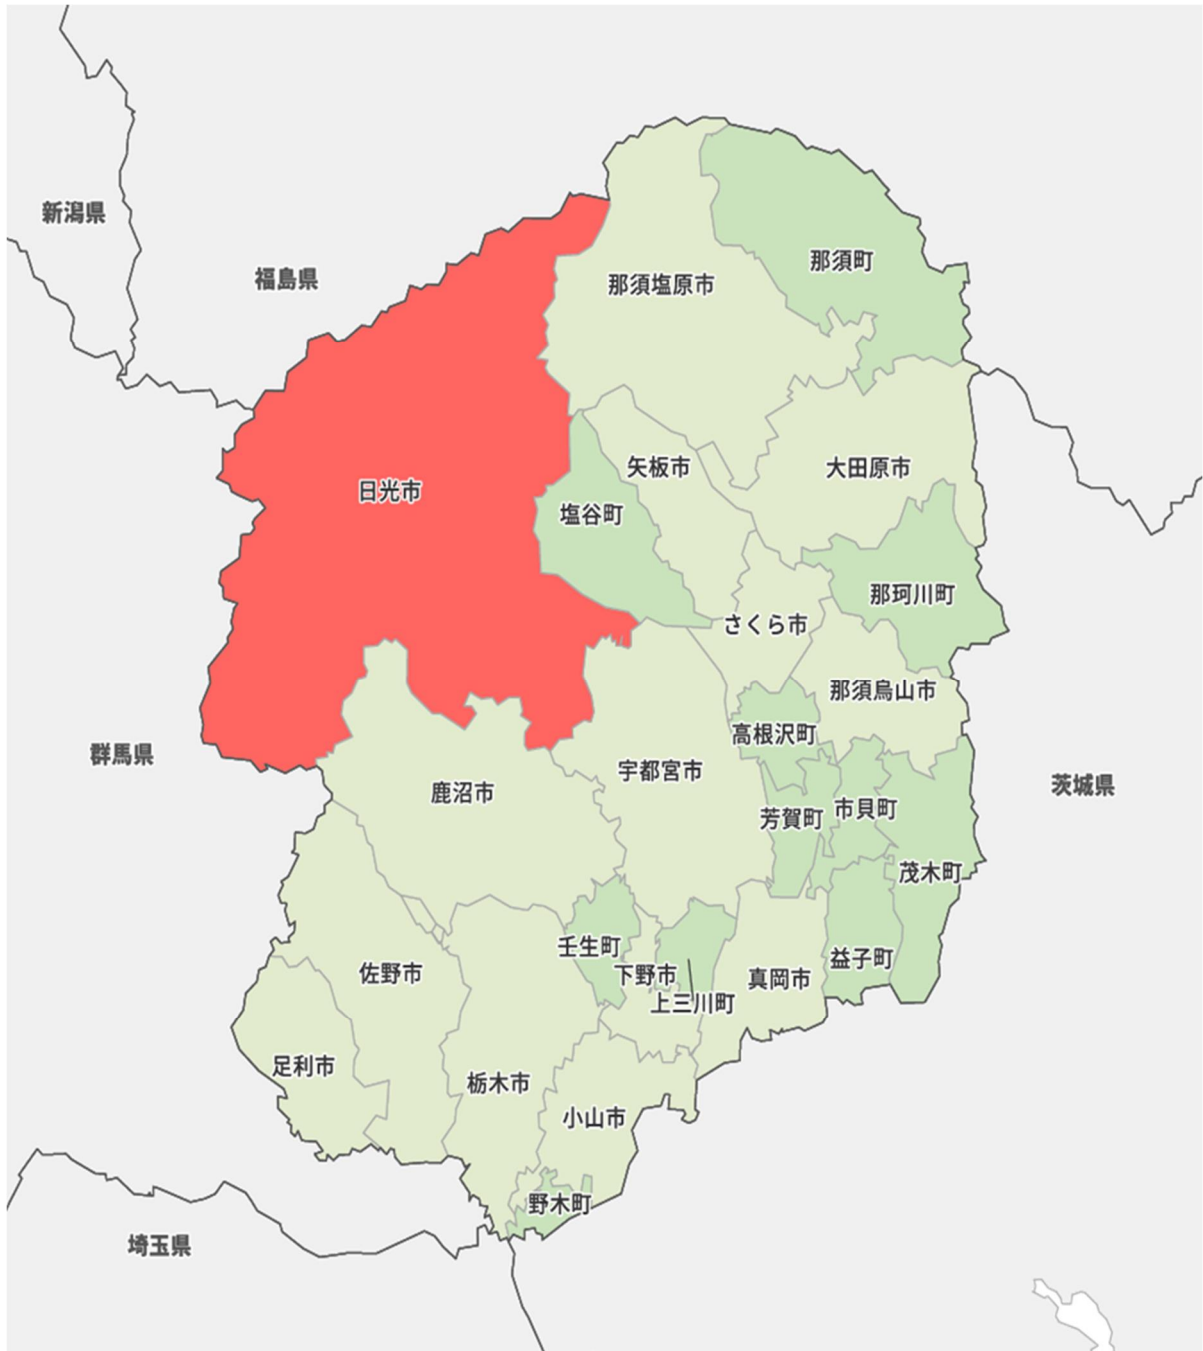 新潟県
福島県
那須町
那須塩原市
矢板市
大田原市
日光市
塩谷町
那珂川町
さくら市
那須烏山市
高根沢町
群馬県
宇都宮市
茨城県
鹿沼市
市貝町
芳賀町
茂木町
壬生町
益子町
佐野市
下野市
真岡市
上三川町
足利市
栃木市
小山市
野木町
埼玉県